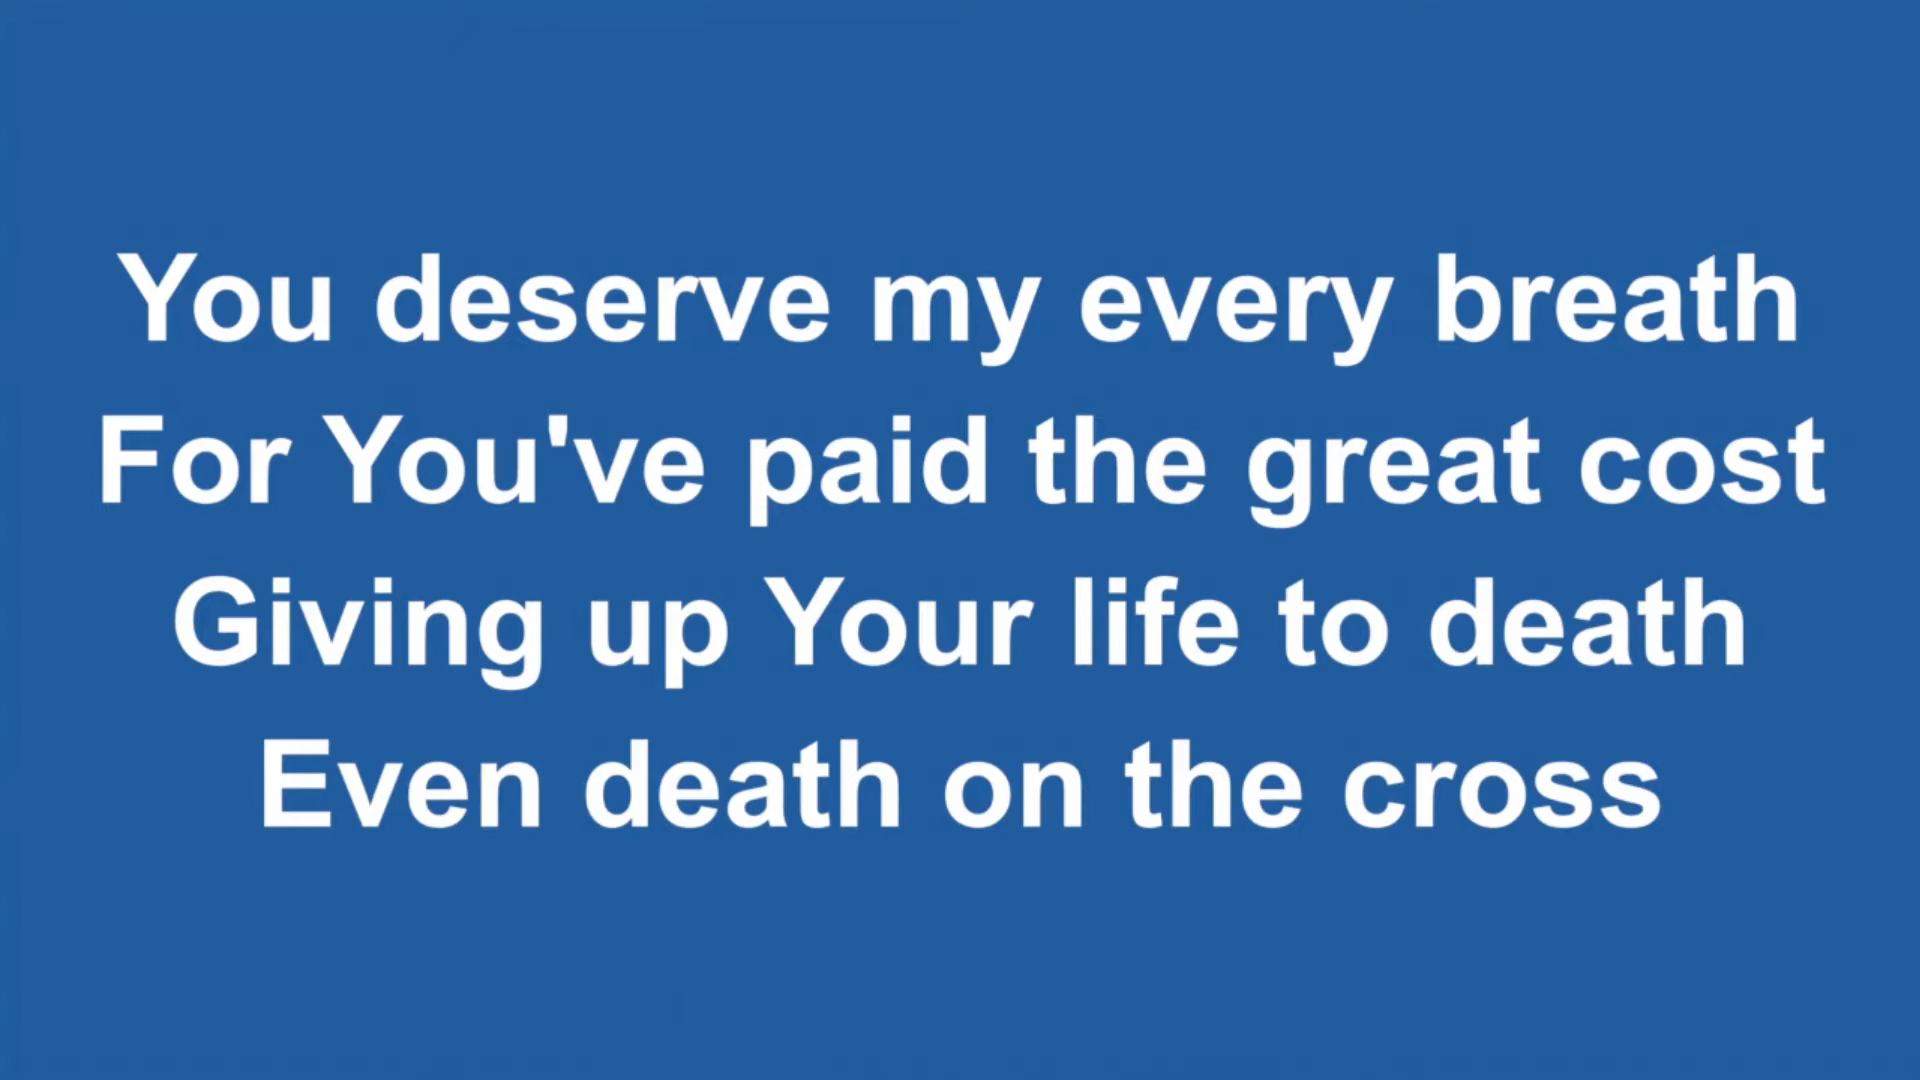 You deserve my every breath
For You've paid the great cost
Giving up Your life to death
Even death on the cross